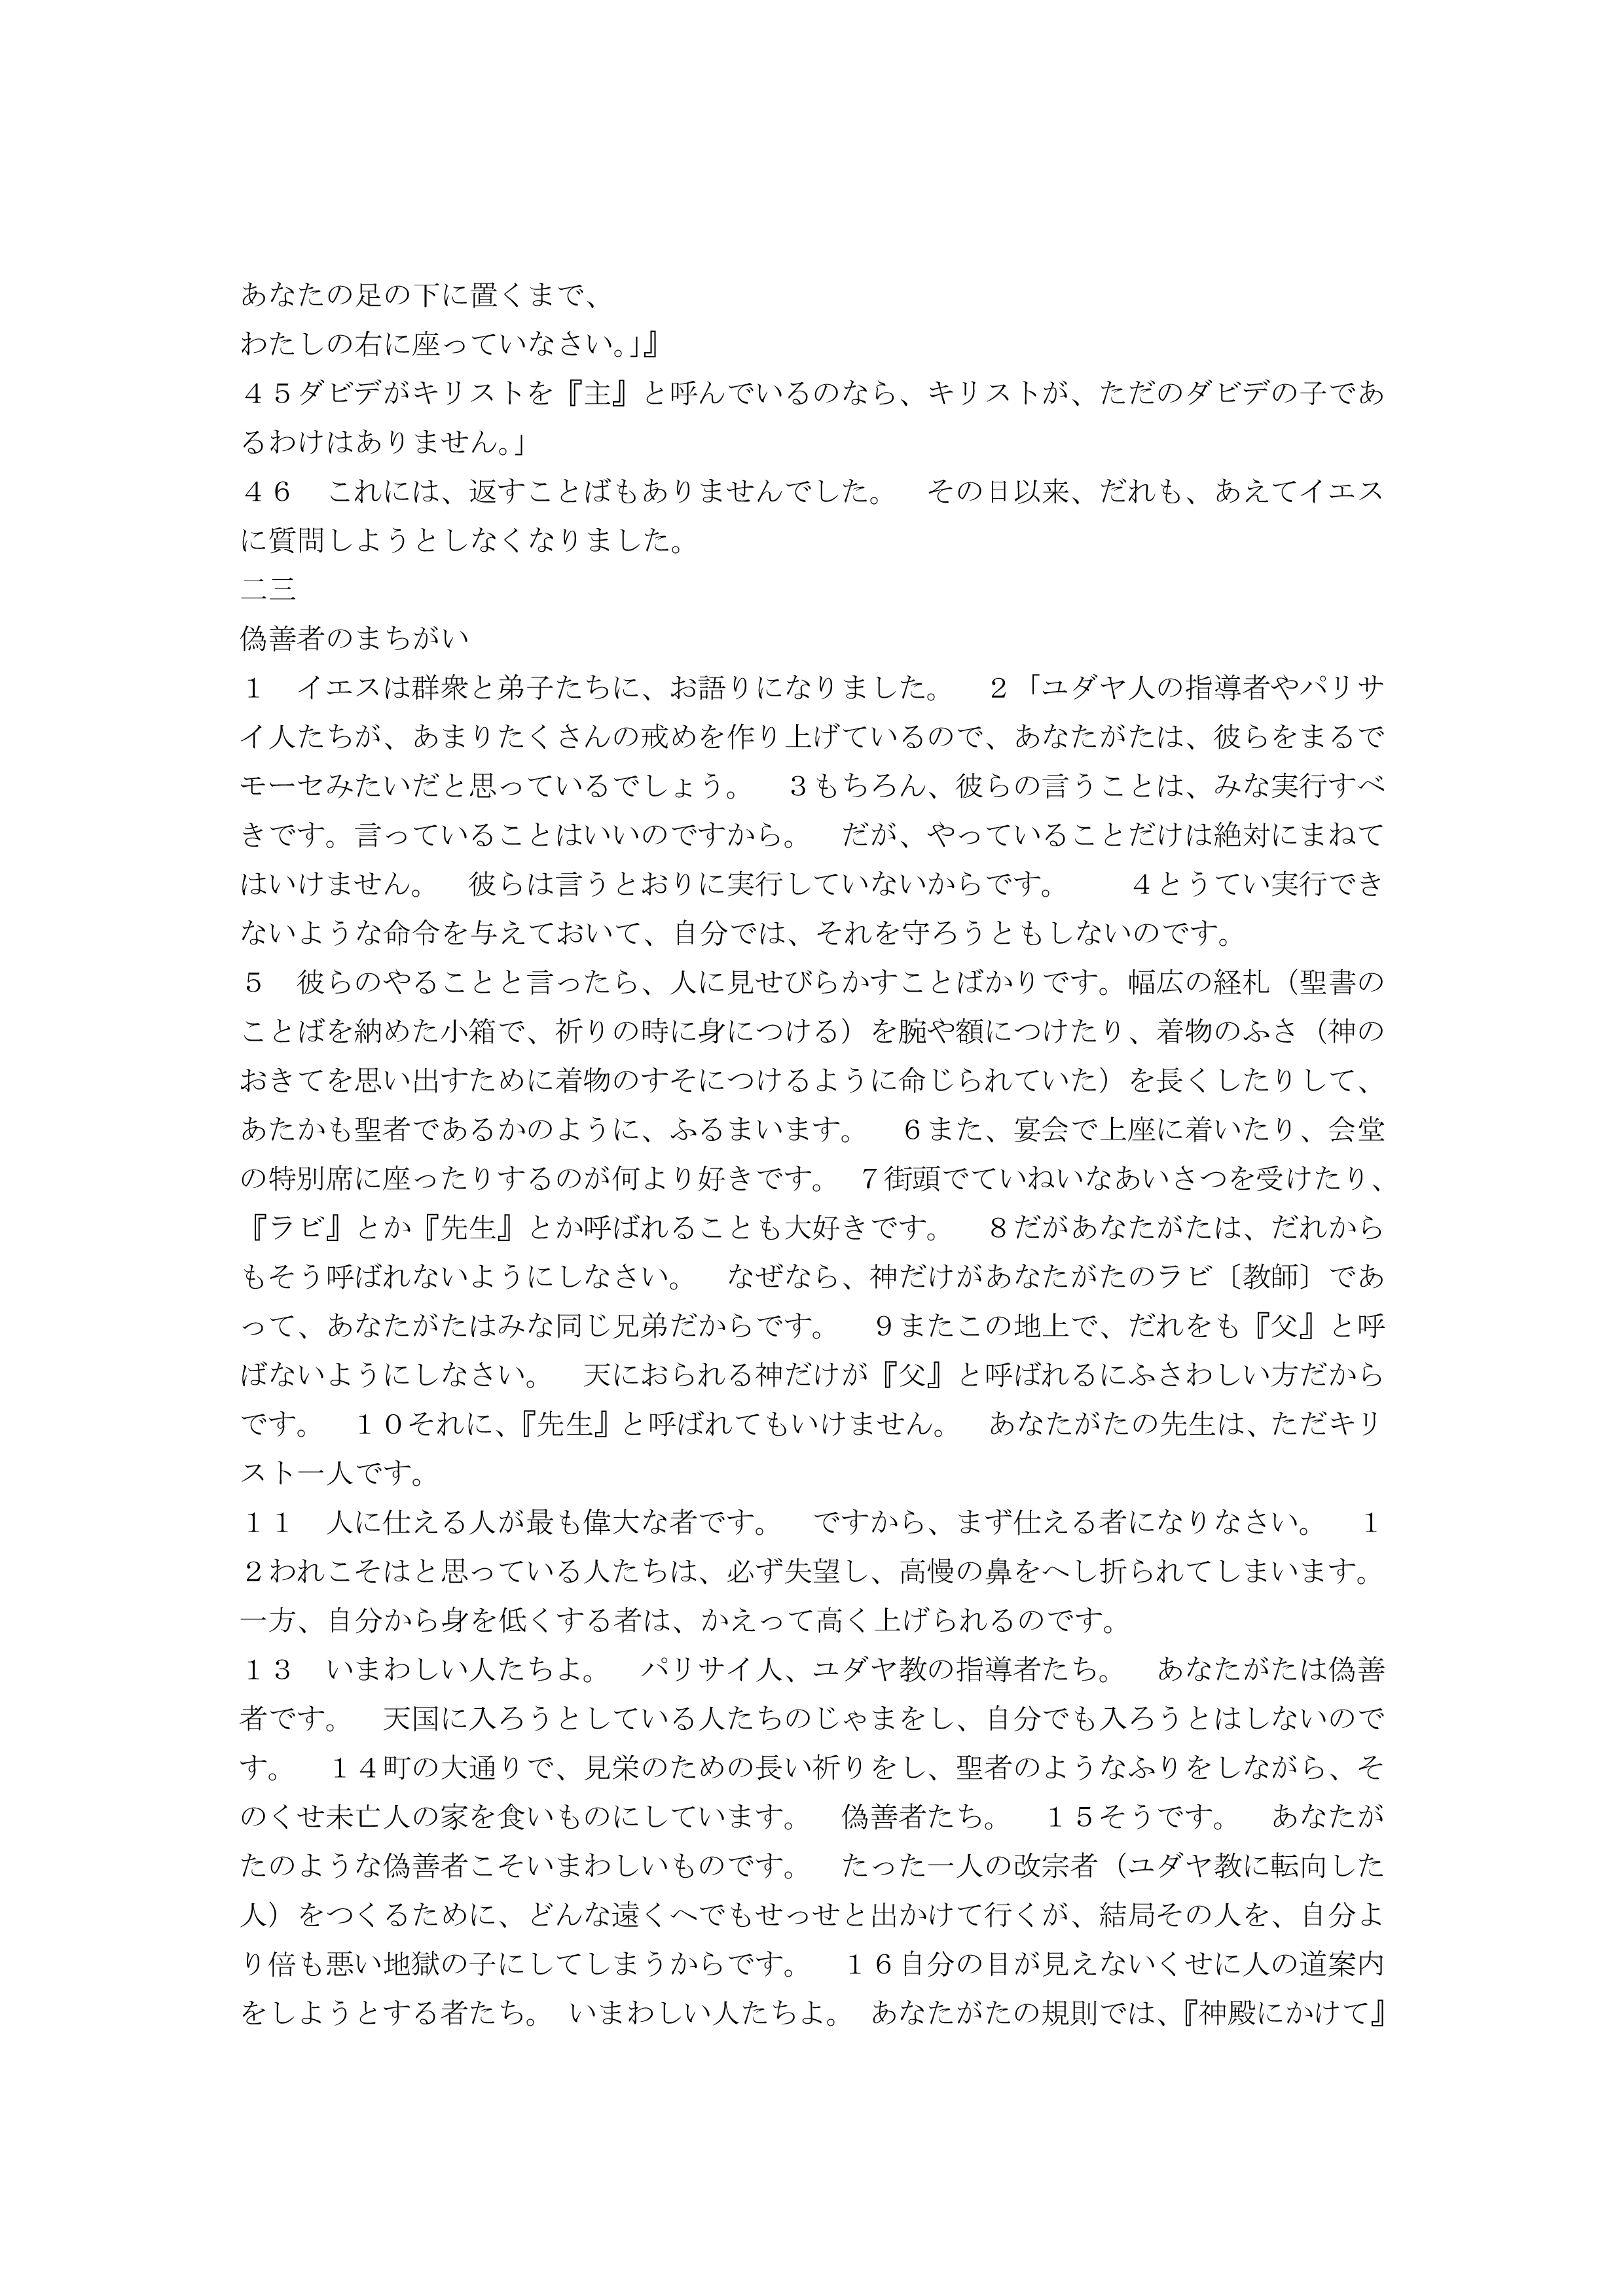 あなたの足の下に置くまで、
わたしの右に座っていなさい。」』
４５ダビデがキリストを『主』と呼んでいるのなら、キリストが、ただのダビデの子であ
るわけはありません。」
４６　これには、返すことばもありませんでした。　その日以来、だれも、あえてイエス
に質問しようとしなくなりました。
二三
偽善者のまちがい
１　イエスは群衆と弟子たちに、お語りになりました。　２「ユダヤ人の指導者やパリサ
イ人たちが、あまりたくさんの戒めを作り上げているので、あなたがたは、彼らをまるで
モーセみたいだと思っているでしょう。　３もちろん、彼らの言うことは、みな実行すべ
きです。言っていることはいいのですから。　だが、やっていることだけは絶対にまねて
はいけません。　彼らは言うとおりに実行していないからです。　　４とうてい実行でき
ないような命令を与えておいて、自分では、それを守ろうともしないのです。
５　彼らのやることと言ったら、人に見せびらかすことばかりです。幅広の経札（聖書の
ことばを納めた小箱で、祈りの時に身につける）を腕や額につけたり、着物のふさ（神の
おきてを思い出すために着物のすそにつけるように命じられていた）を長くしたりして、
あたかも聖者であるかのように、ふるまいます。　６また、宴会で上座に着いたり、会堂
の特別席に座ったりするのが何より好きです。　７街頭でていねいなあいさつを受けたり、
『ラビ』とか『先生』とか呼ばれることも大好きです。　８だがあなたがたは、だれから
もそう呼ばれないようにしなさい。　なぜなら、神だけがあなたがたのラビ〔教師〕であ
って、あなたがたはみな同じ兄弟だからです。　９またこの地上で、だれをも『父』と呼
ばないようにしなさい。　天におられる神だけが『父』と呼ばれるにふさわしい方だから
です。　１０それに、『先生』と呼ばれてもいけません。　あなたがたの先生は、ただキリ
スト一人です。
１１　人に仕える人が最も偉大な者です。　ですから、まず仕える者になりなさい。　１
２われこそはと思っている人たちは、必ず失望し、高慢の鼻をへし折られてしまいます。
一方、自分から身を低くする者は、かえって高く上げられるのです。
１３　いまわしい人たちよ。　パリサイ人、ユダヤ教の指導者たち。　あなたがたは偽善
者です。　天国に入ろうとしている人たちのじゃまをし、自分でも入ろうとはしないので
す。　１４町の大通りで、見栄のための長い祈りをし、聖者のようなふりをしながら、そ
のくせ未亡人の家を食いものにしています。　偽善者たち。　１５そうです。　あなたが
たのような偽善者こそいまわしいものです。　たった一人の改宗者（ユダヤ教に転向した
人）をつくるために、どんな遠くへでもせっせと出かけて行くが、結局その人を、自分よ
り倍も悪い地獄の子にしてしまうからです。　１６自分の目が見えないくせに人の道案内
をしようとする者たち。　いまわしい人たちよ。　あなたがたの規則では、『神殿にかけて』